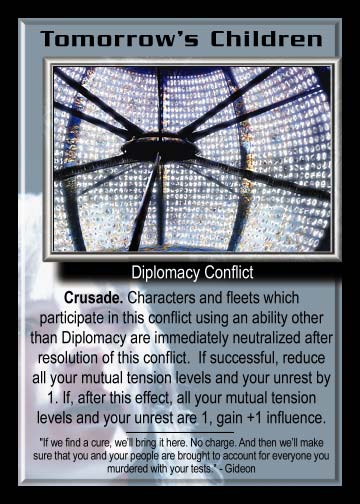 Tomorrow's Children
Diplomacy Conflict
Crusade. Characters and fleets which
participate in this conflict using an ability other
than Diplomacy are immediately neutralized after
resolution of this conflict. If successful, reduce
all your mutual tension levels and your unrest by
1. If, after this effect, all your mutual tension
levels and your unrest are 1, gain +1 influence.
"If we find a cure, we'll bring it here. No charge. And then we'll make
sure that you and your people are brought to account for everyone you
murdered with your tests." - Gideon